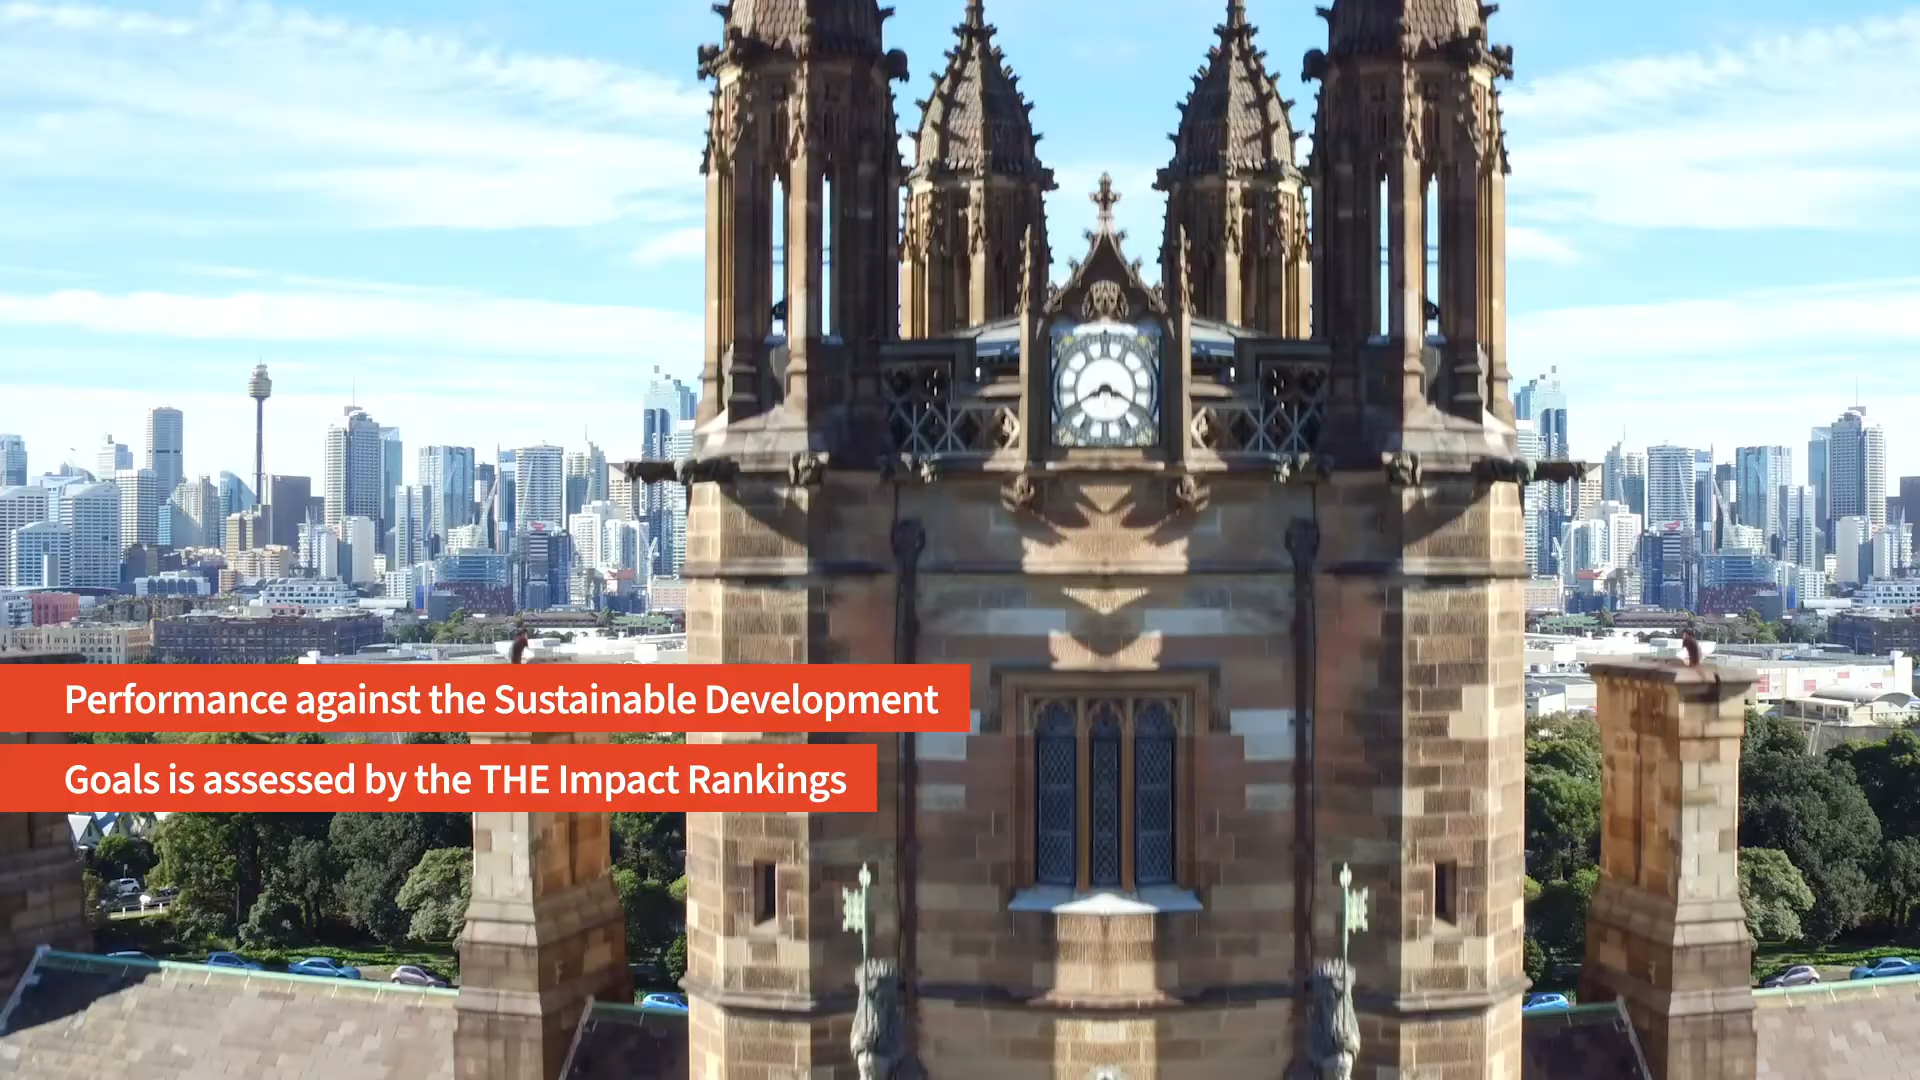 Performance against the Sustainable Development
Goals is assessed by the THE Impact Rankings